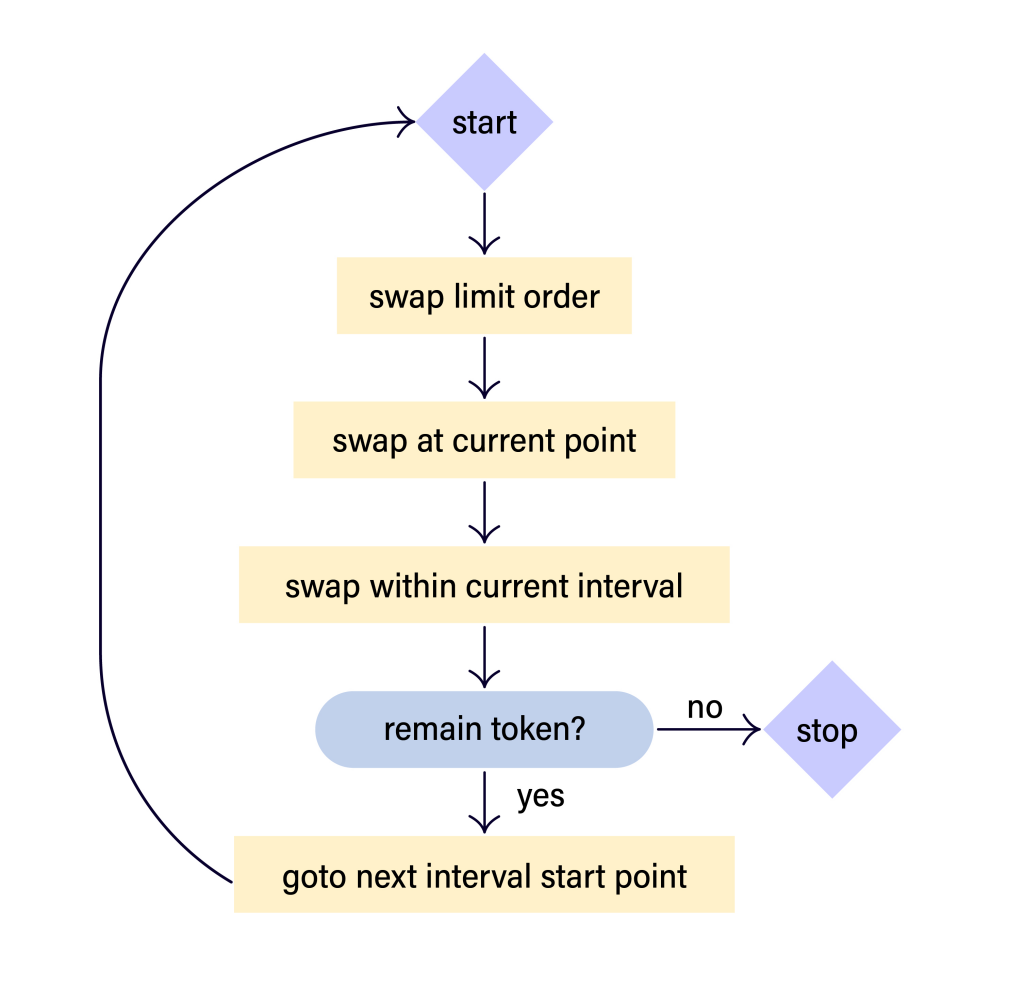 start
swap limit order
swap at current point
swap within current interval
remain token?
no
stop
yes
goto next interval start point